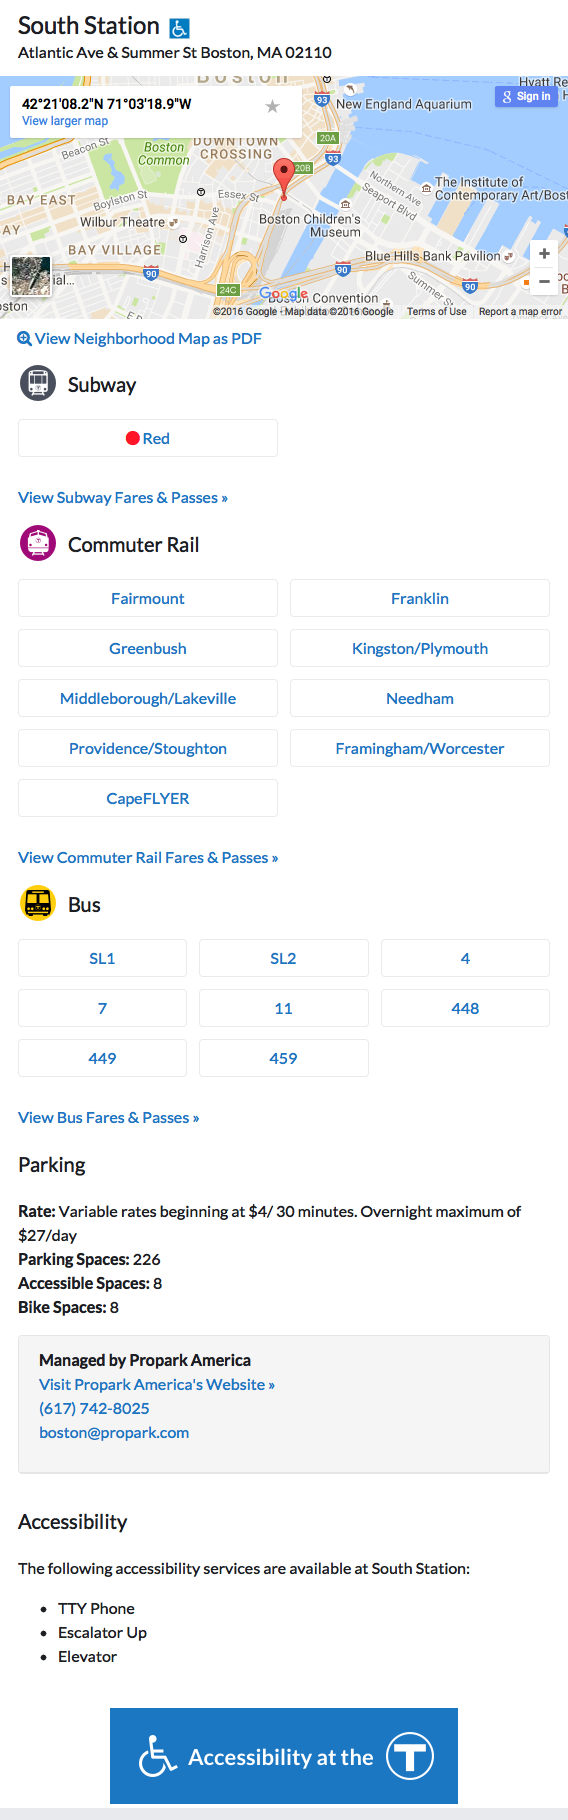 South Station
Atlantic Ave & Summer St Boston, MA 02110
Boston
42°21'08.2"N 71°03'18.9"W
View larger map
Sign in
Hyatt Re
93
New England Aquarium
20A
Beacon St
Boston
Common
DOWNTOWN
CROSSING
93
20B
Boylston St
Essex St
Northern Ave
Seaport Blvd
The Institute of
Contemporary Art/Bost
BAY EAST
AY
Wilbur Theatre
Harrison Ave
Boston Children's
Museum
BAY VILLAGE
Blue Hills Bank Pavilion
90
90
90
24C
Summer St
ial...
ston
Google
Boston Convention
©2016 Google - Map data ©2016 Google Terms of Use Report a map error
View Neighborhood Map as PDF
Subway
Red
View Subway Fares & Passes »
Commuter Rail
Fairmount Franklin
Greenbush Kingston/Plymouth
Middleborough/Lakeville Needham
Providence/Stoughton Framingham/Worcester
CapeFLYER
View Commuter Rail Fares & Passes »
Bus
SL1 SL2 4
7 11 448
449 459
View Bus Fares & Passes »
Parking
Rate: Variable rates beginning at $4/ 30 minutes. Overnight maximum of
$27/day
Parking Spaces: 226
Accessible Spaces: 8
Bike Spaces: 8
Managed by Propark America
Visit Propark America's Website »
(617) 742-8025
boston@propark.com
Accessibility
The following accessibility services are available at South Station:
• TTY Phone
• Escalator Up
• Elevator
Accessibility at the T